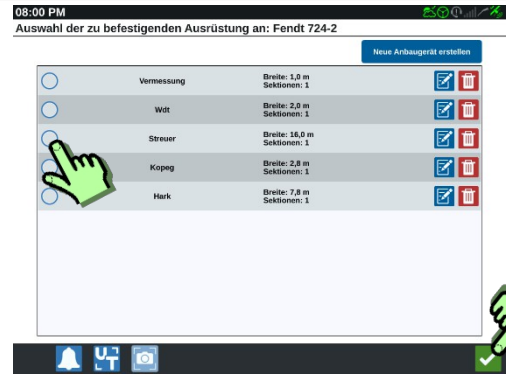 08:00 PM
Auswahl der zu befestigenden Ausrüstung an: Fendt 724-2
Neue Anbaugerät erstellen
Vermessung
Breite: 1,0 m
Sektionen: 1
Wdt
Breite: 2,0 m
Sektionen: 1
Streuer
Breite: 16,0 m
Sektionen: 1
Kopeg
Breite: 2,8 m
Sektionen: 1
Hark
Breite: 7,8 m
Sektionen: 1
UT